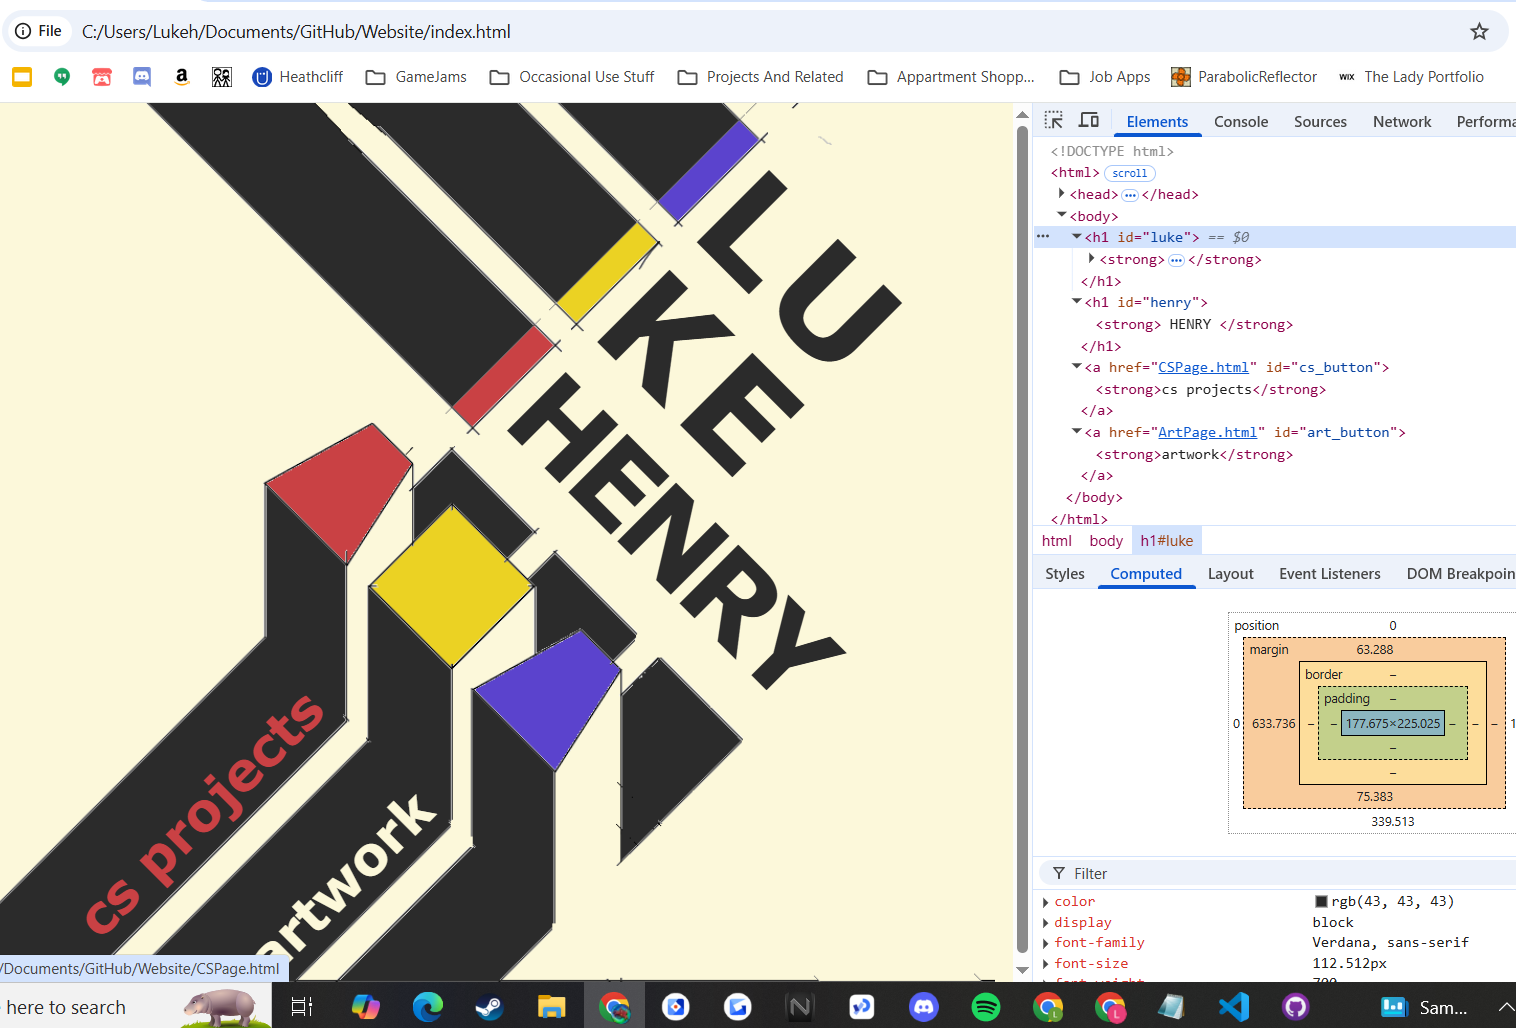 File C:/Users/Lukeh/Documents/GitHub/Website/index.html
Heathcliff GameJams Occasional Use Stuff Projects And Related Appartment Shopp... Job Apps ParabolicReflector WIX The Lady Portfolio
LU
KE
HENRY
cs projects
artwork
/Documents/GitHub/Website/CSPage.html
Elements Console Sources Network Performa
<!DOCTYPE html>
<html> scroll
<head> ••• </head>
<body>
••• <h1 id="luke"> == $0
<strong> ••• </strong>
</h1>
<h1 id="henry">
<strong> HENRY </strong>
</h1>
<a href="CSPage.html" id="cs_button">
<strong>cs projects</strong>
</a>
<a href="ArtPage.html" id="art_button">
<strong>artwork</strong>
</a>
</body>
</html>
html body h1#luke
Styles Computed Layout Event Listeners DOM Breakpoin
position 0
margin 63.288
border –
padding –
0 633.736 – – 177.675×225.025 – – 1
–
–
75.383
339.513
Filter
color rgb(43, 43, 43)
display block
font-family Verdana, sans-serif
font-size 112.512px
font-weight 700
here to search
Sam...